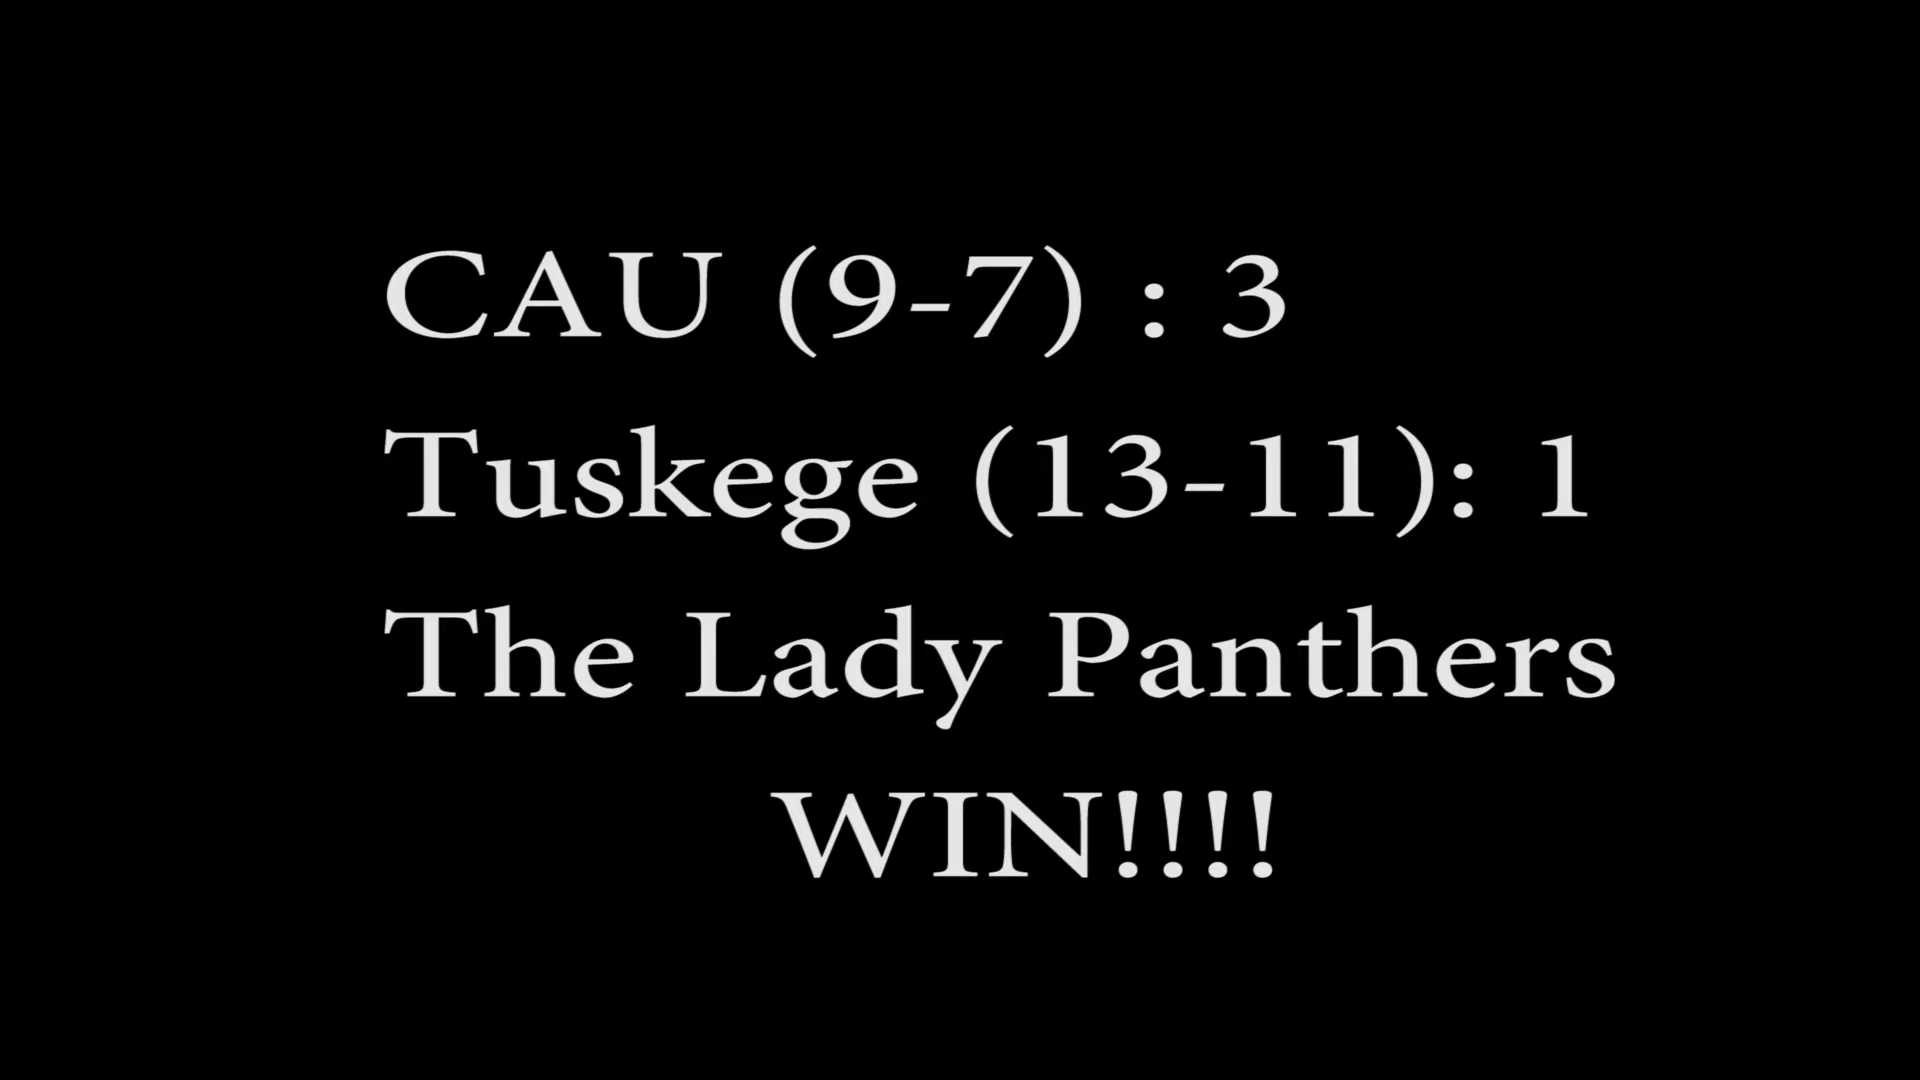 CAU (9-7) : 3
Tuskege (13-11): 1
The Lady Panthers
WIN!!!!